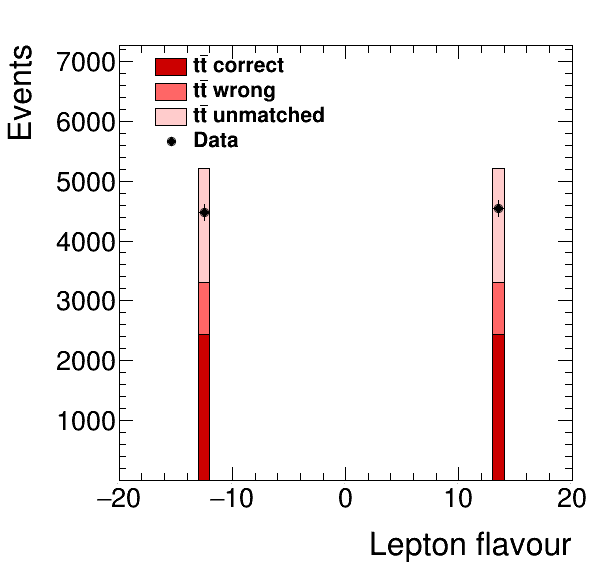 Events
7000
6000
5000
4000
3000
2000
1000
tt̄ correct
tt̄ wrong
tt̄ unmatched
Data
−20 −10 0 10 20
Lepton flavour